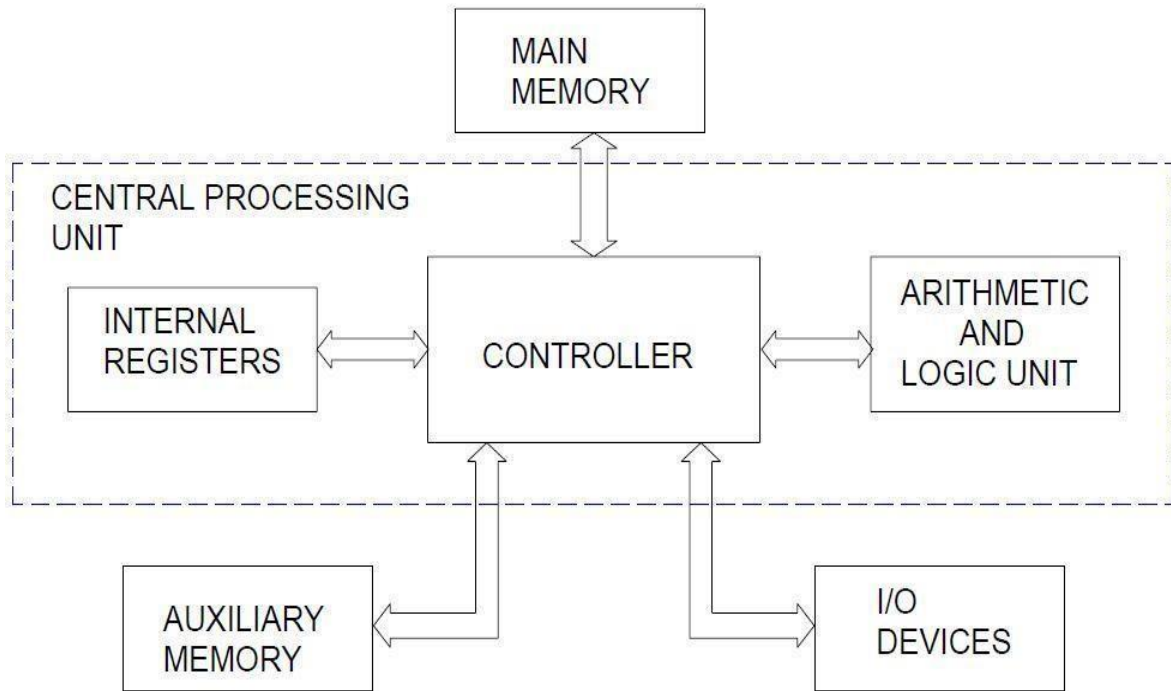 MAIN
MEMORY
CENTRAL PROCESSING
UNIT
INTERNAL
REGISTERS
CONTROLLER
ARITHMETIC
AND
LOGIC UNIT
AUXILIARY
MEMORY
I/O
DEVICES